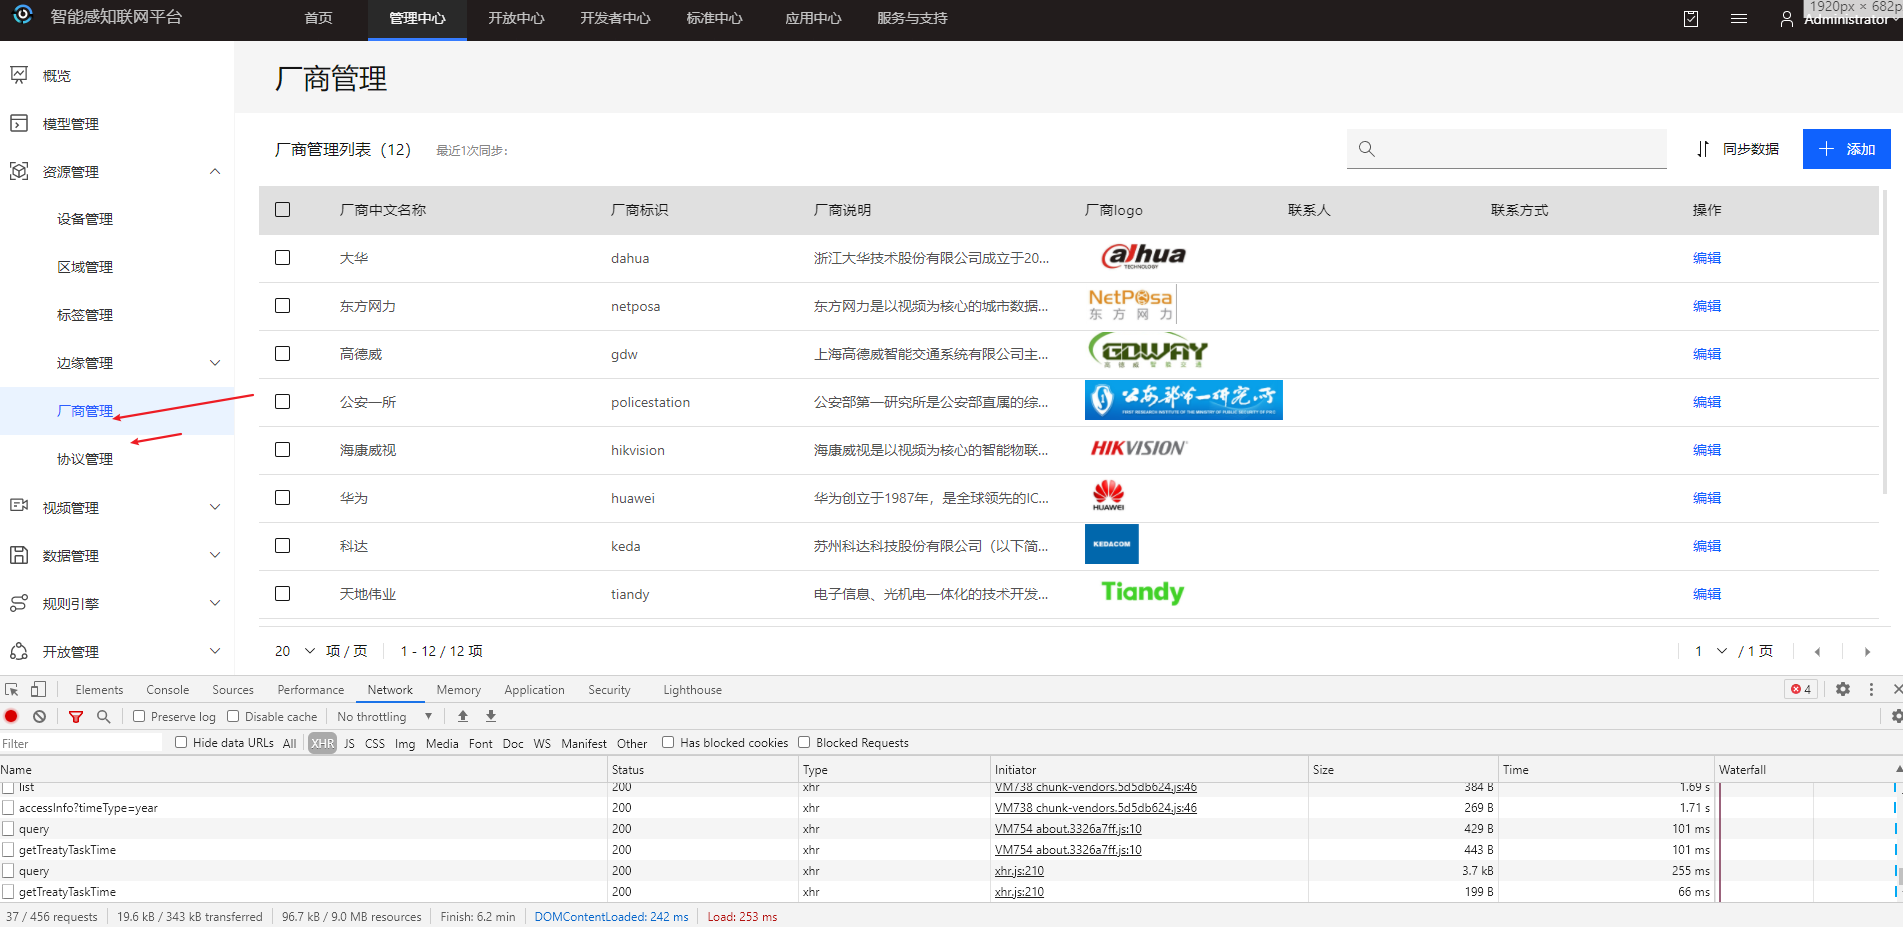 智能感知联网平台
首页 管理中心 开放中心 开发者中心 标准中心 应用中心 服务与支持
Administrator
1920px × 682p
概览
模型管理
资源管理
设备管理
区域管理
标签管理
边缘管理
厂商管理
协议管理
视频管理
数据管理
规则引擎
开放管理
厂商管理
厂商管理列表（12） 最近1次同步：
同步数据
添加
厂商中文名称 厂商标识 厂商说明 厂商logo 联系人 联系方式 操作
大华 dahua 浙江大华技术股份有限公司成立于20... alhua TECHNOLOGY 编辑
东方网力 netposa 东方网力是以视频为核心的城市数据... NetPosa 东方网力 编辑
高德威 gdw 上海高德威智能交通系统有限公司主... GDWAY 高德威智能交通 编辑
公安一所 policestation 公安部第一研究所是公安部直属的综... 公安部第一研究所 FIRST RESEARCH INSTITUTE OF THE MINISTRY OF PUBLIC SECURITY OF PRC 编辑
海康威视 hikvision 海康威视是以视频为核心的智能物联... HIKVISION 编辑
华为 huawei 华为创立于1987年，是全球领先的IC... HUAWEI 编辑
科达 keda 苏州科达科技股份有限公司（以下简... KEDACOM 编辑
天地伟业 tiandy 电子信息、光机电一体化的技术开发... Tiandy 编辑
20 项 / 页 1 - 12 / 12 项 1 / 1 页
Elements Console Sources Performance Network Memory Application Security Lighthouse 4
Preserve log Disable cache No throttling
Filter Hide data URLs All XHR JS CSS Img Media Font Doc WS Manifest Other Has blocked cookies Blocked Requests
Name Status Type Initiator Size Time Waterfall
list 200 xhr VM738 chunk-vendors.5d5db624.js:46 384 B 1.69 s
accessInfo?timeType=year 200 xhr VM738 chunk-vendors.5d5db624.js:46 269 B 1.71 s
query 200 xhr VM754 about.3326a7ff.js:10 429 B 101 ms
getTreatyTaskTime 200 xhr VM754 about.3326a7ff.js:10 443 B 101 ms
query 200 xhr xhr.js:210 3.7 kB 255 ms
getTreatyTaskTime 200 xhr xhr.js:210 199 B 66 ms
37 / 456 requests 19.6 kB / 343 kB transferred 96.7 kB / 9.0 MB resources Finish: 6.2 min DOMContentLoaded: 242 ms Load: 253 ms